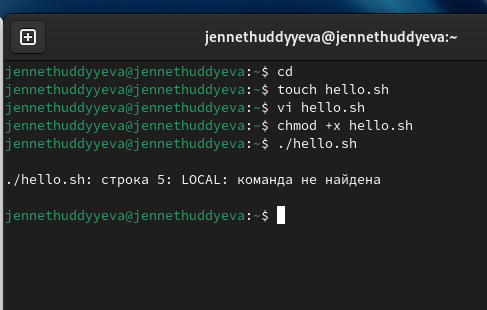 jennethuddyyeva@jennethuddyeva:~
jennethuddyyeva@jennethuddyeva:~$ cd
jennethuddyyeva@jennethuddyeva:~$ touch hello.sh
jennethuddyyeva@jennethuddyeva:~$ vi hello.sh
jennethuddyyeva@jennethuddyeva:~$ chmod +x hello.sh
jennethuddyyeva@jennethuddyeva:~$ ./hello.sh
./hello.sh: строка 5: LOCAL: команда не найдена
jennethuddyyeva@jennethuddyeva:~$